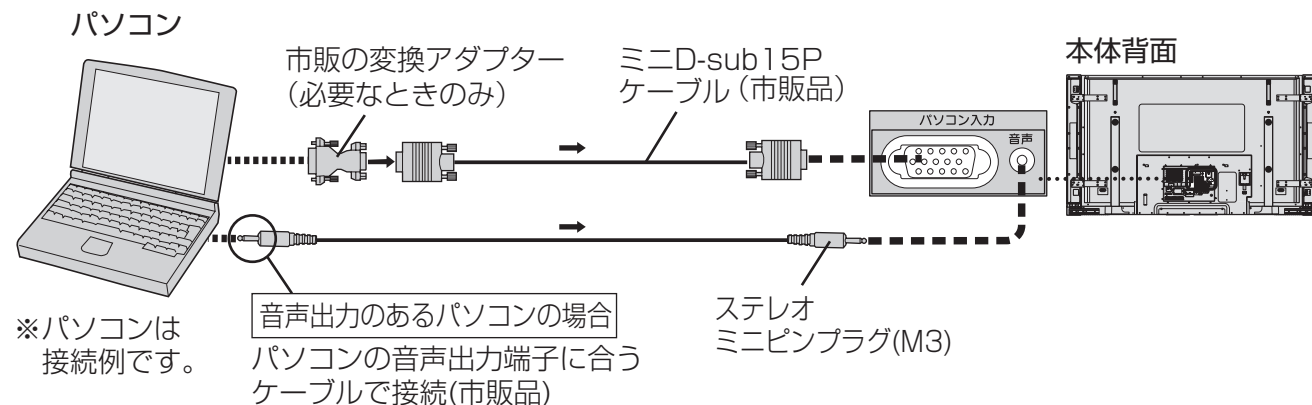 パソコン
市販の変換アダプター
（必要なときのみ）
ミニD-sub15P
ケーブル（市販品）
本体背面
パソコン入力
音声
※パソコンは
接続例です。
音声出力のあるパソコンの場合
パソコンの音声出力端子に合う
ケーブルで接続(市販品)
ステレオ
ミニピンプラグ(M3)